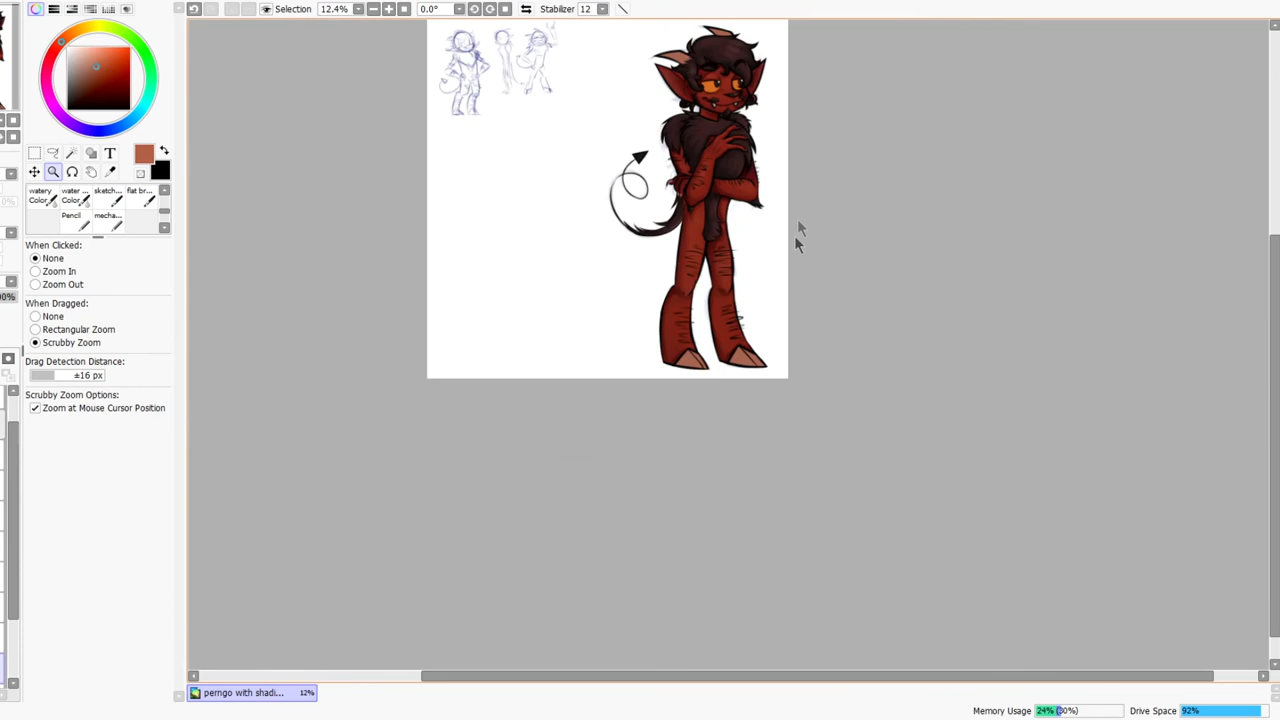 Selection 12.4% 0.0° Stabilizer 12
T
watery water ... sketch... flat br...
Color Color
Pencil mecha...
When Clicked:
None
Zoom In
Zoom Out
When Dragged:
None
Rectangular Zoom
Scrubby Zoom
Drag Detection Distance:
±16 px
Scrubby Zoom Options:
Zoom at Mouse Cursor Position
perngo with shadi... 12%
Memory Usage 24% (30%) Drive Space 92%